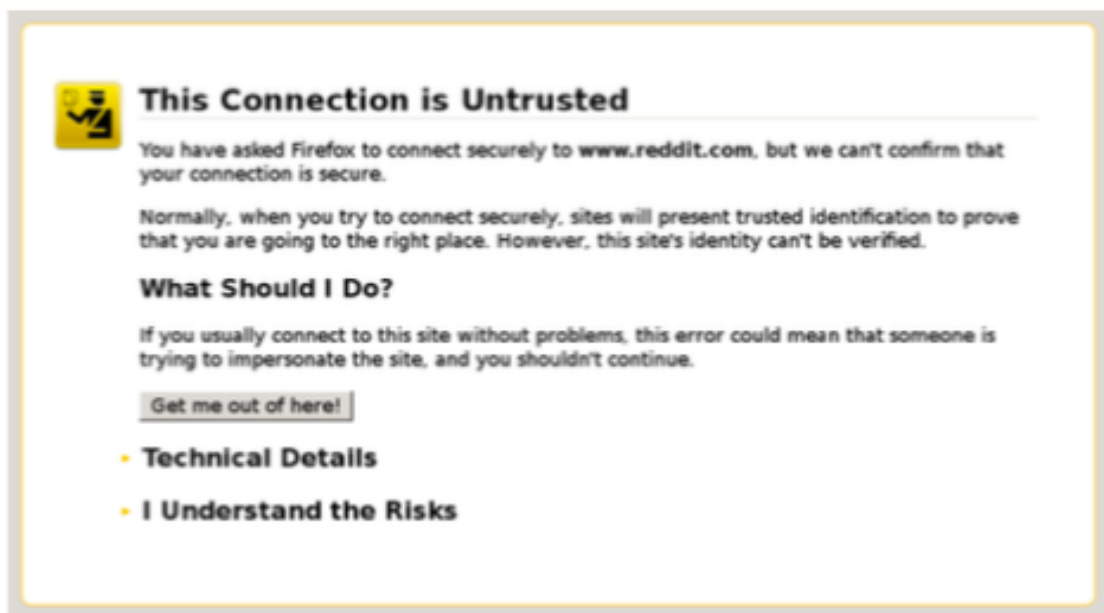 This Connection is Untrusted
You have asked Firefox to connect securely to www.reddit.com, but we can't confirm that
your connection is secure.
Normally, when you try to connect securely, sites will present trusted identification to prove
that you are going to the right place. However, this site's identity can't be verified.
What Should I Do?
If you usually connect to this site without problems, this error could mean that someone is
trying to impersonate the site, and you shouldn't continue.
Get me out of here!
Technical Details
I Understand the Risks